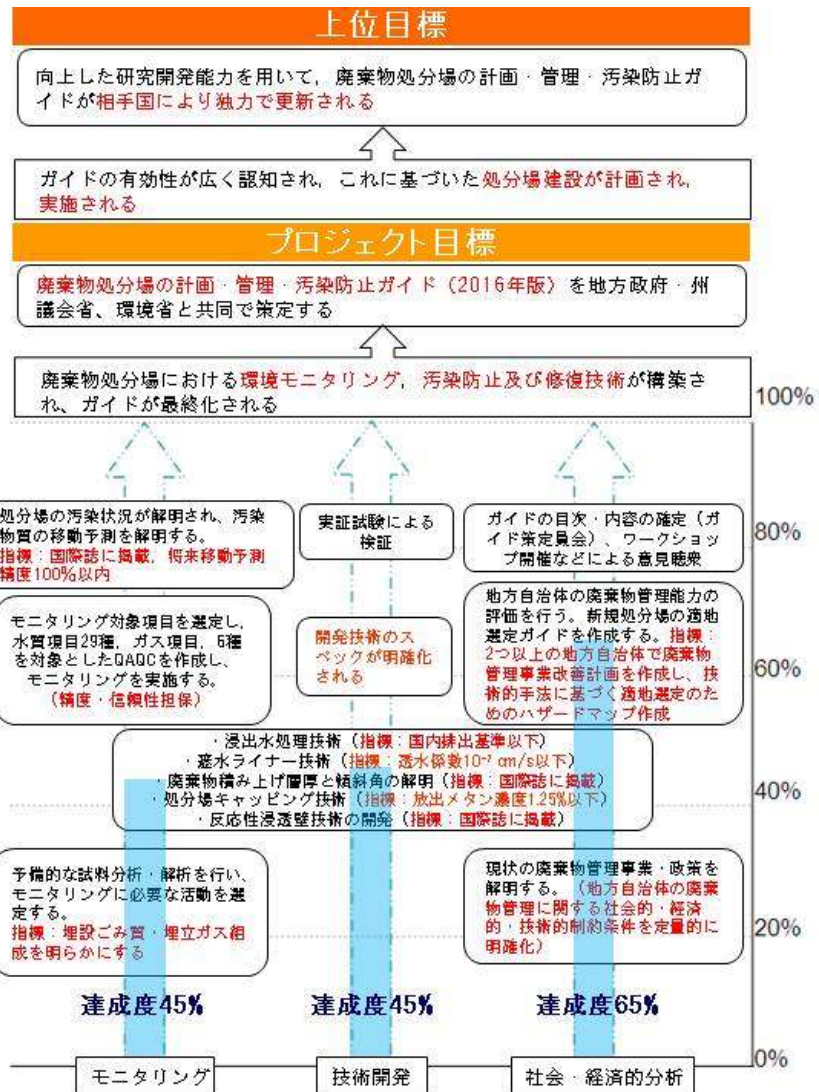 上位目標
向上した研究開発能力を用いて，廃棄物処分場の計画・管理・汚染防止ガ
イドが相手国により独力で更新される
ガイドの有効性が広く認知され，これに基づいた処分場建設が計画され，
実施される
プロジェクト目標
廃棄物処分場の計画・管理・汚染防止ガイド（2016年版）を地方政府・州
議会省、環境省と共同で策定する
廃棄物処分場における環境モニタリング，汚染防止及び修復技術が構築さ
れ、ガイドが最終化される
100%
処分場の汚染状況が解明され、汚染
物質の移動予測を解明する。
指標：国際誌に掲載，将来移動予測
精度100%以内
実証試験による
検証
ガイドの目次・内容の確定（ガ
イド策定員会）、ワークショッ
プ開催などによる意見聴衆
80%
モニタリング対象項目を選定し，
水質項目29種，ガス項目，6種
を対象としたQAQCを作成し、
モニタリングを実施する。
（精度・信頼性担保）
開発技術のス
ペックが明確化
される
地方自治体の廃棄物管理能力の
評価を行う。新規処分場の適地
選定ガイドを作成する。指標：
2つ以上の地方自治体で廃棄物
管理事業改善計画を作成し、技
術的手法に基づく適地選定のた
めのハザードマップ作成
60%
・浸出水処理技術（指標：国内排出基準以下）
・遮水ライナー技術（指標：透水係数10⁻⁷ cm/s以下）
・廃棄物積み上げ層厚と傾斜角の解明（指標：国際誌に掲載）
・処分場キャッピング技術（指標：放出メタン濃度1.25%以下）
・反応性浸透壁技術の開発（指標：国際誌に掲載）
40%
予備的な試料分析・解析を行い、
モニタリングに必要な活動を選
定する。
指標：埋設ごみ質・埋立ガス組
成を明らかにする
現状の廃棄物管理事業・政策を
解明する。（地方自治体の廃棄
物管理に関する社会的・経済
的・技術的制約条件を定量的に
明確化）
20%
達成度45%
達成度45%
達成度65%
0%
モニタリング
技術開発
社会・経済的分析